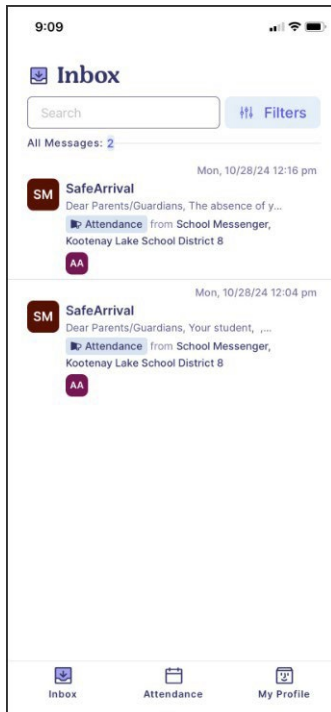 9:09
Inbox
Search
Filters
All Messages: 2
Mon, 10/28/24 12:16 pm
SM
SafeArrival
Dear Parents/Guardians, The absence of y...
Attendance from School Messenger,
Kootenay Lake School District 8
AA
Mon, 10/28/24 12:04 pm
SM
SafeArrival
Dear Parents/Guardians, Your student, ,...
Attendance from School Messenger,
Kootenay Lake School District 8
AA
Inbox
Attendance
My Profile